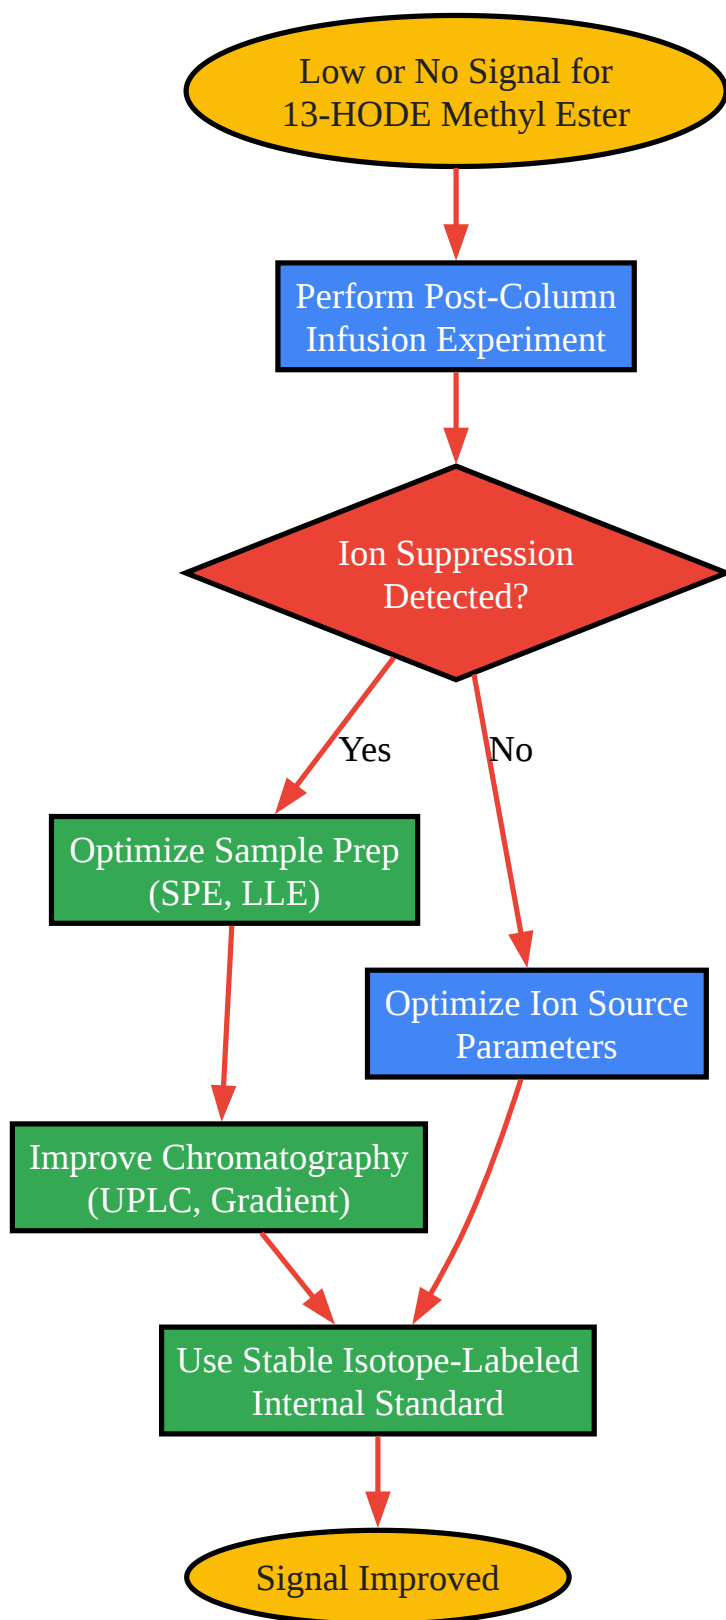 Low or No Signal for
13-HODE Methyl Ester
Perform Post-Column
Infusion Experiment
Ion Suppression
Detected?
Yes
No
Optimize Sample Prep
(SPE, LLE)
Optimize Ion Source
Parameters
Improve Chromatography
(UPLC, Gradient)
Use Stable Isotope-Labeled
Internal Standard
Signal Improved